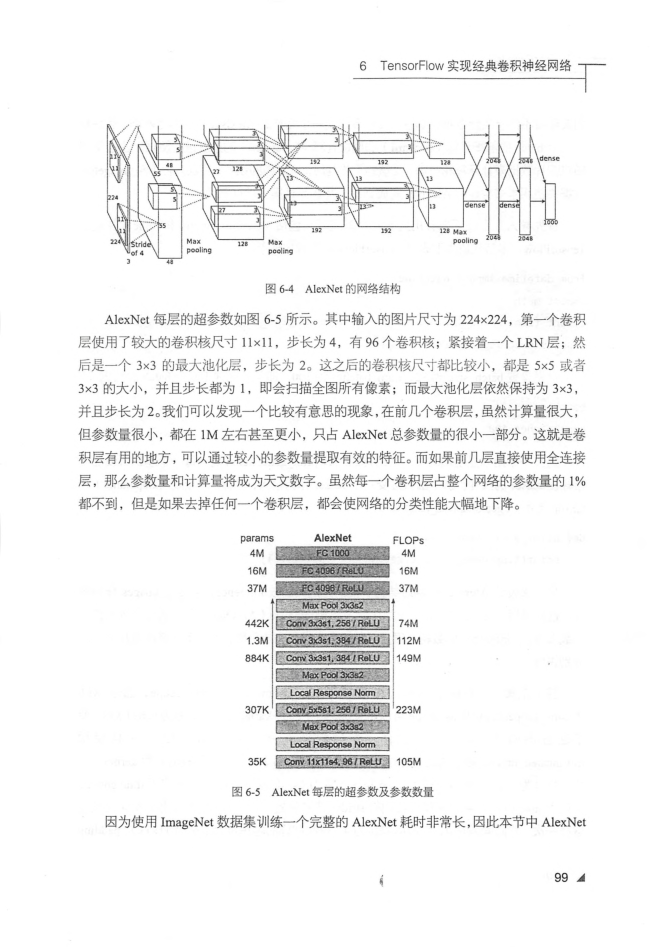 6 TensorFlow 实现经典卷积神经网络
3
5 3 3 3 3
11 5 3 3 3
11 48 192 192 128 2048 2048 dense
55 22 128
224 5 3 13 13 13
5 3 3 3
27 3 13 3 13 3 dense dense
11 55 1000
11 192 192 128 Max
224 Stride Max 128 Max pooling 2048 2048
of 4 pooling pooling
3 48
图 6-4 AlexNet 的网络结构
AlexNet 每层的超参数如图 6-5 所示。其中输入的图片尺寸为 224×224，第一个卷积
层使用了较大的卷积核尺寸 11×11，步长为 4，有 96 个卷积核；紧接着一个 LRN 层；然
后是一个 3×3 的最大池化层，步长为 2。这之后的卷积核尺寸都比较小，都是 5×5 或者
3×3 的大小，并且步长都为 1，即会扫描全图所有像素；而最大池化层依然保持为 3×3，
并且步长为 2。我们可以发现一个比较有意思的现象，在前几个卷积层，虽然计算量很大，
但参数量很小，都在 1M 左右甚至更小，只占 AlexNet 总参数量的很小一部分。这就是卷
积层有用的地方，可以通过较小的参数量提取有效的特征。而如果前几层直接使用全连接
层，那么参数量和计算量将成为天文数字。虽然每一个卷积层占整个网络的参数量的 1%
都不到，但是如果去掉任何一个卷积层，都会使网络的分类性能大幅地下降。
params AlexNet FLOPs
4M FC 1000 4M
16M FC 4096 / ReLU 16M
37M FC 4096 / ReLU 37M
Max Pool 3x3s2
442K Conv 3x3s1, 256 / ReLU 74M
1.3M Conv 3x3s1, 384 / ReLU 112M
884K Conv 3x3s1, 384 / ReLU 149M
Max Pool 3x3s2
Local Response Norm
307K Conv 5x5s1, 256 / ReLU 223M
Max Pool 3x3s2
Local Response Norm
35K Conv 11x11s4, 96 / ReLU 105M
图 6-5 AlexNet 每层的超参数及参数数量
因为使用 ImageNet 数据集训练一个完整的 AlexNet 耗时非常长，因此本节中 AlexNet
99